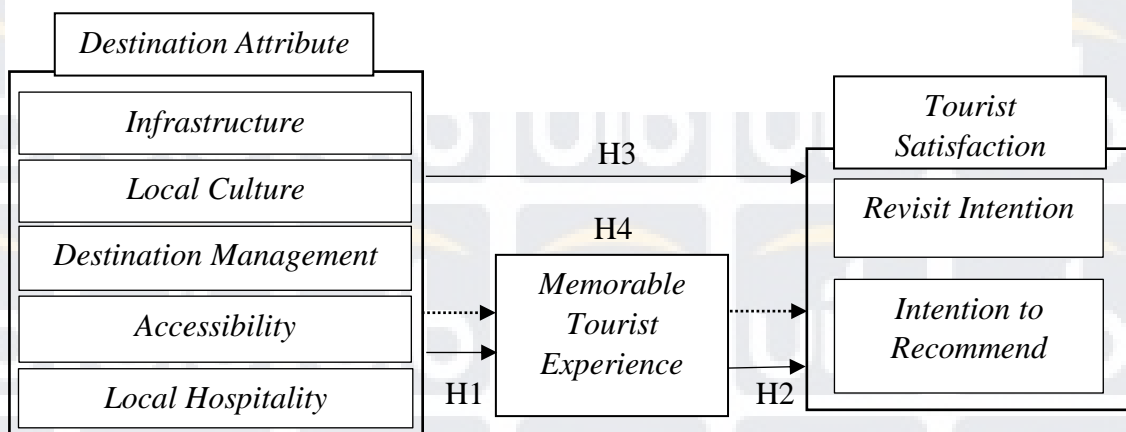 Destination Attribute
Infrastructure
Local Culture
Destination Management
Accessibility
Local Hospitality
H3
H4
Memorable
Tourist
Experience
H1
H2
Tourist
Satisfaction
Revisit Intention
Intention to
Recommend